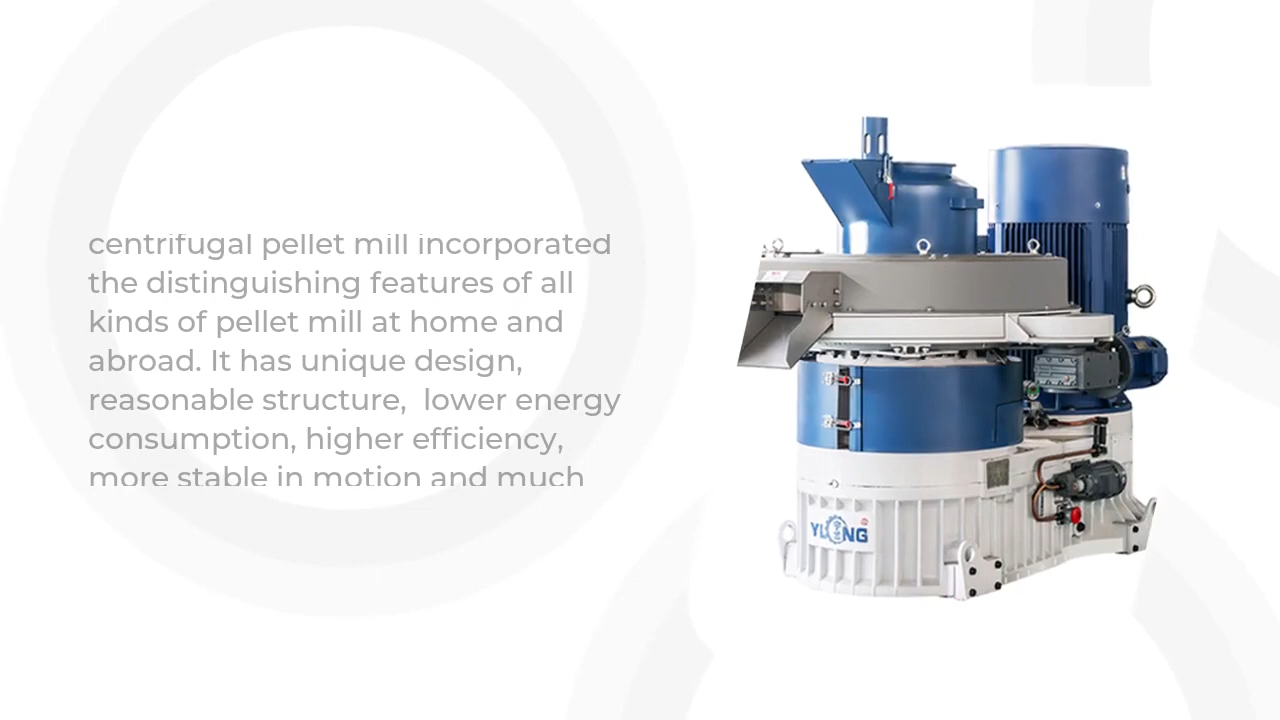 centrifugal pellet mill incorporated
the distinguishing features of all
kinds of pellet mill at home and
abroad. It has unique design,
reasonable structure,  lower energy
consumption, higher efficiency,
more stable in motion and much
YLONG